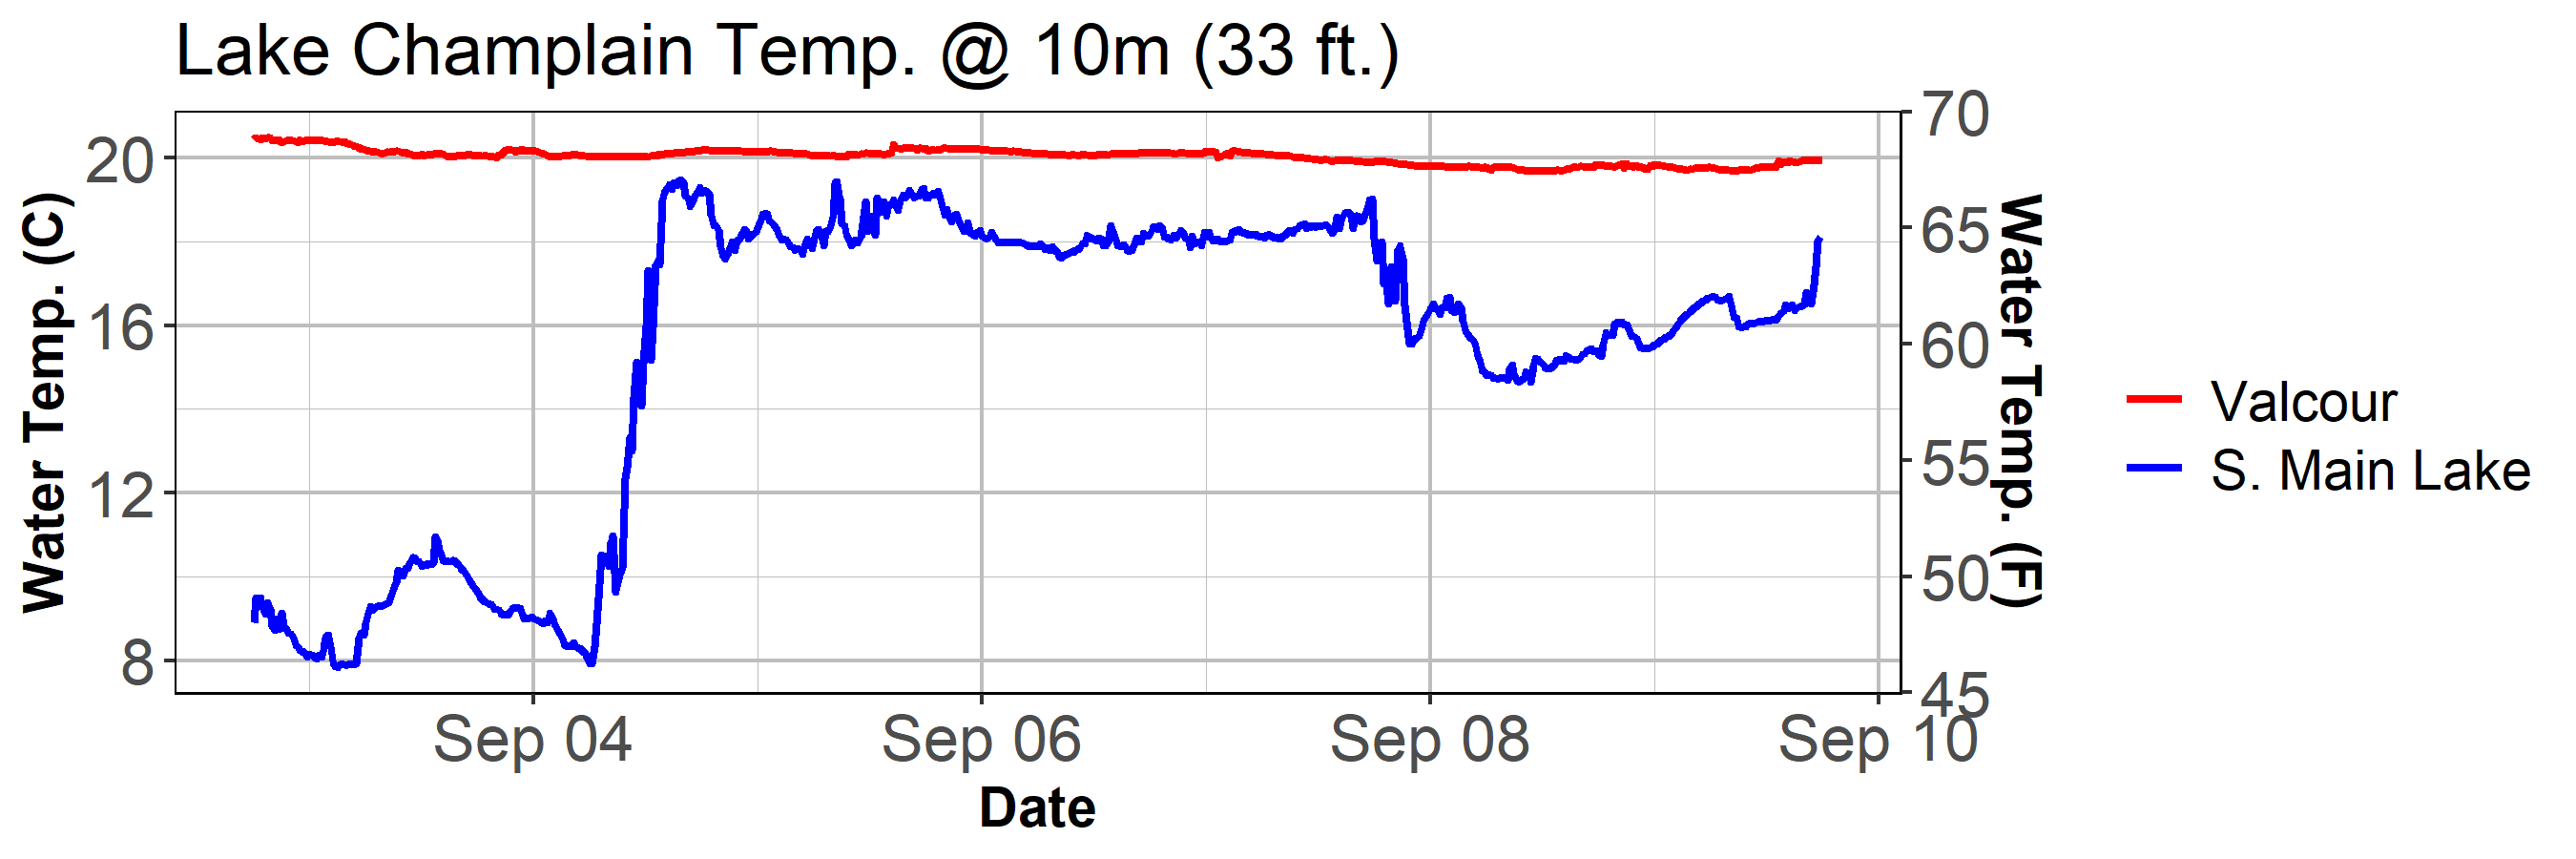 Lake Champlain Temp. @ 10m (33 ft.)
Water Temp. (C)
20
16
12
8
70
65
60
55
50
45
Water Temp. (F)
Sep 04
Sep 06
Sep 08
Sep 10
Date
Valcour
S. Main Lake